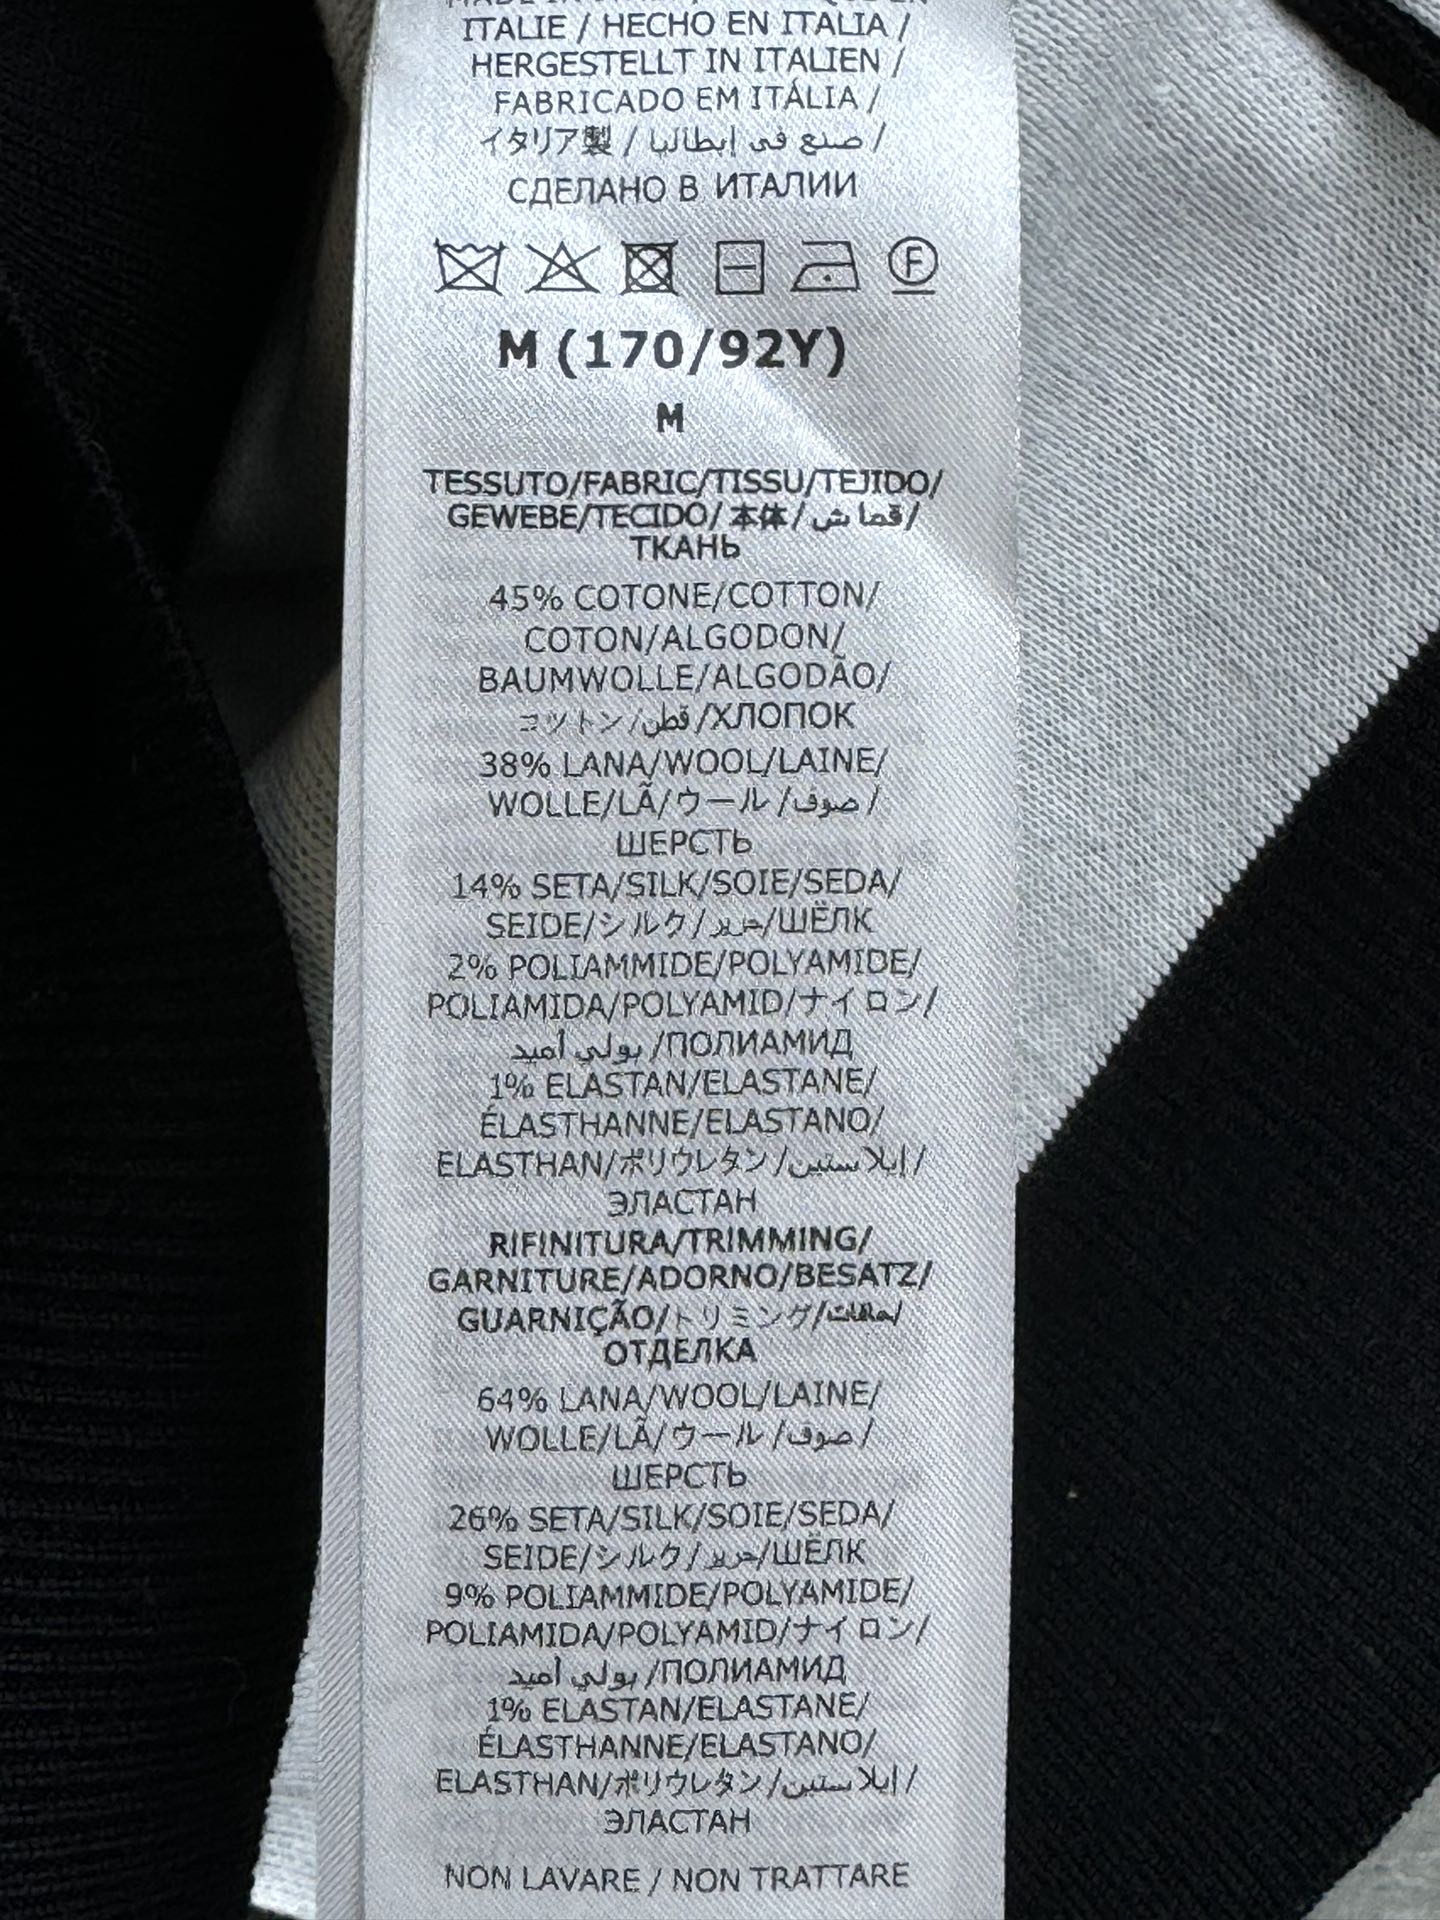 ITALIE / HECHO EN ITALIA /
HERGESTELLT IN ITALIEN /
FABRICADO EM ITÁLIA /
イタリア製 / صنع في إيطاليا /
СДЕЛАНО В ИТАЛИИ
F
M (170/92Y)
M
TESSUTO/FABRIC/TISSU/TEJIDO/
GEWEBE/TECIDO/本体/قماش/
ТКАНЬ
45% COTONE/COTTON/
COTON/ALGODON/
BAUMWOLLE/ALGODÃO/
コットン/قطن/ХЛОПОК
38% LANA/WOOL/LAINE/
WOLLE/LÃ/ウール/صوف/
ШЕРСТЬ
14% SETA/SILK/SOIE/SEDA/
SEIDE/シルク/حرير/ШЁЛК
2% POLIAMMIDE/POLYAMIDE/
POLIAMIDA/POLYAMID/ナイロン/
بولي أميد/ПОЛИАМИД
1% ELASTAN/ELASTANE/
ÉLASTHANNE/ELASTANO/
ELASTHAN/ポリウレタン/إيلاستين/
ЭЛАСТАН
RIFINITURA/TRIMMING/
GARNITURE/ADORNO/BESATZ/
GUARNIÇÃO/トリミング/
ОТДЕЛКА
64% LANA/WOOL/LAINE/
WOLLE/LÃ/ウール/صوف/
ШЕРСТЬ
26% SETA/SILK/SOIE/SEDA/
SEIDE/シルク/حرير/ШЁЛК
9% POLIAMMIDE/POLYAMIDE/
POLIAMIDA/POLYAMID/ナイロン/
بولي أميد/ПОЛИАМИД
1% ELASTAN/ELASTANE/
ÉLASTHANNE/ELASTANO/
ELASTHAN/ポリウレタン/إيلاستين/
ЭЛАСТАН
NON LAVARE / NON TRATTARE